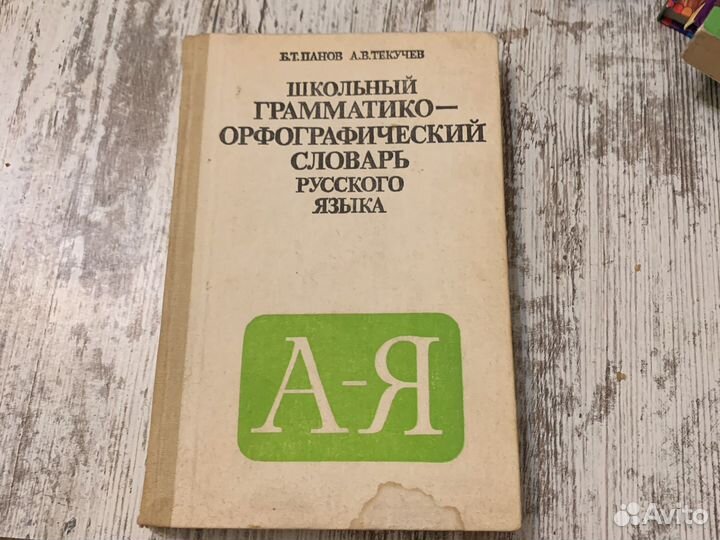 Б.Т.ПАНОВ А.В.ТЕКУЧЕВ
ШКОЛЬНЫЙ
ГРАММАТИКО—
ОРФОГРАФИЧЕСКИЙ
СЛОВАРЬ
РУССКОГО
ЯЗЫКА
А-Я
Avito